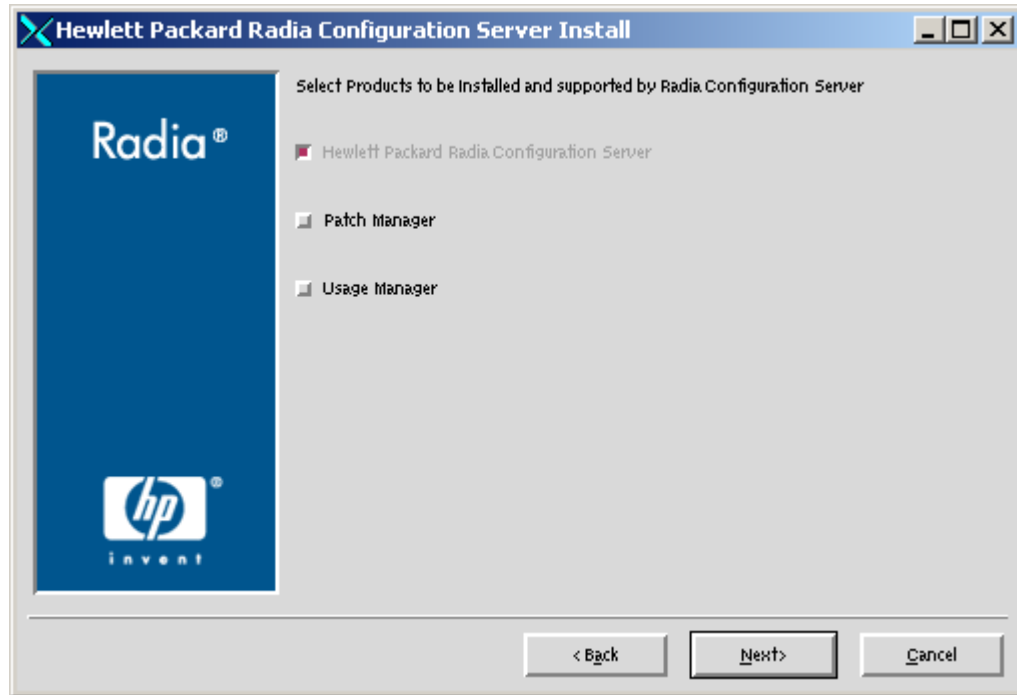 Hewlett Packard Radia Configuration Server Install
Select Products to be Installed and supported by Radia Configuration Server
Radia®
Hewlett Packard Radia Configuration Server
Patch Manager
Usage Manager
hp®
invent
< Back
Next>
Cancel